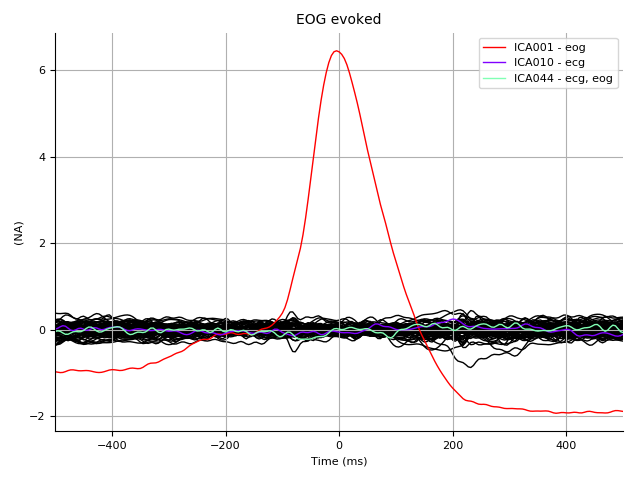 EOG evoked
ICA001 - eog
ICA010 - ecg
ICA044 - ecg, eog
6
4
2
0
−2
(NA)
−400
−200
0
200
400
Time (ms)